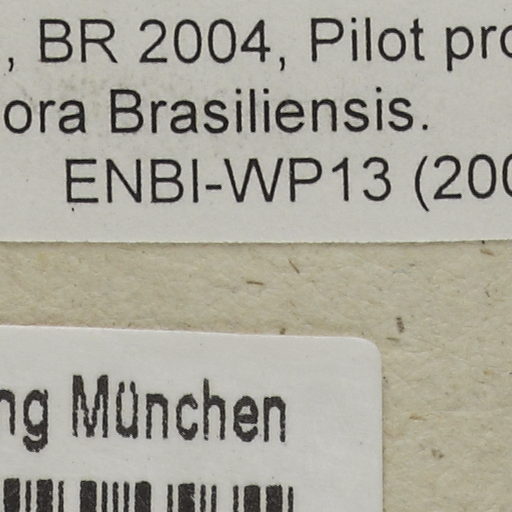 , BR 2004, Pilot pro
ora Brasiliensis.
ENBI-WP13 (200
ng München